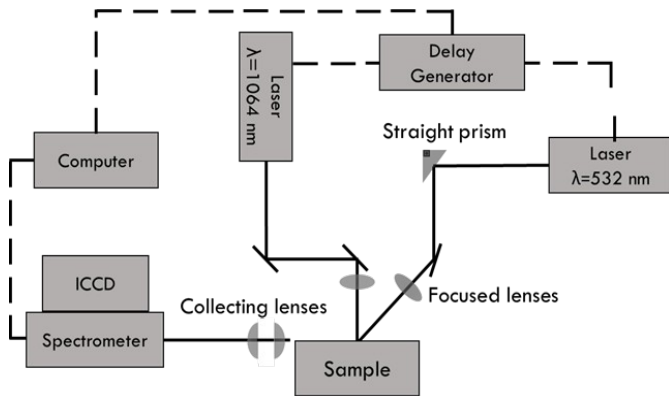 Delay
Generator
Laser
λ=1064 nm
Straight prism
Computer
Laser
λ=532 nm
ICCD
Collecting lenses
Focused lenses
Spectrometer
Sample